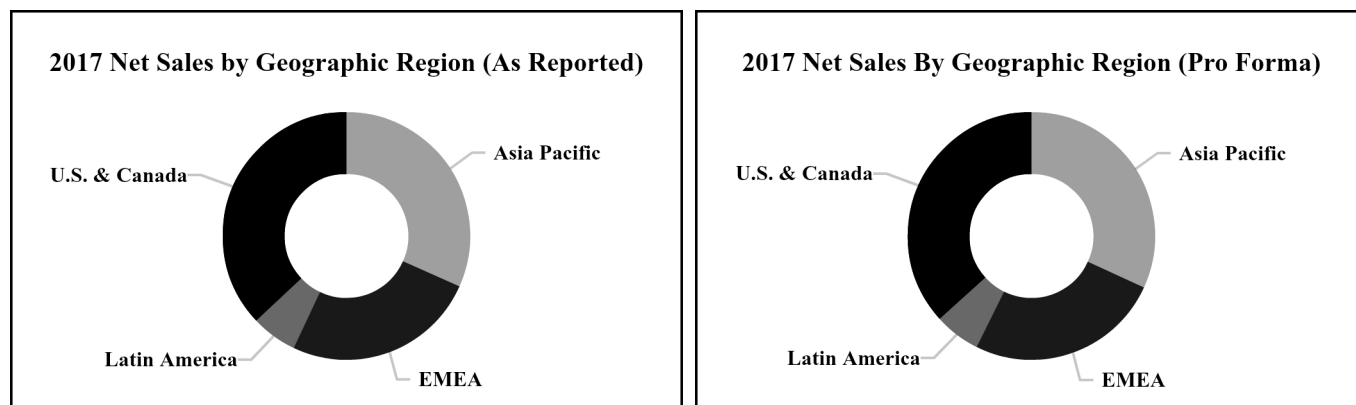 2017 Net Sales by Geographic Region (As Reported)
Asia Pacific
U.S. & Canada
Latin America
EMEA
2017 Net Sales By Geographic Region (Pro Forma)
Asia Pacific
U.S. & Canada
Latin America
EMEA